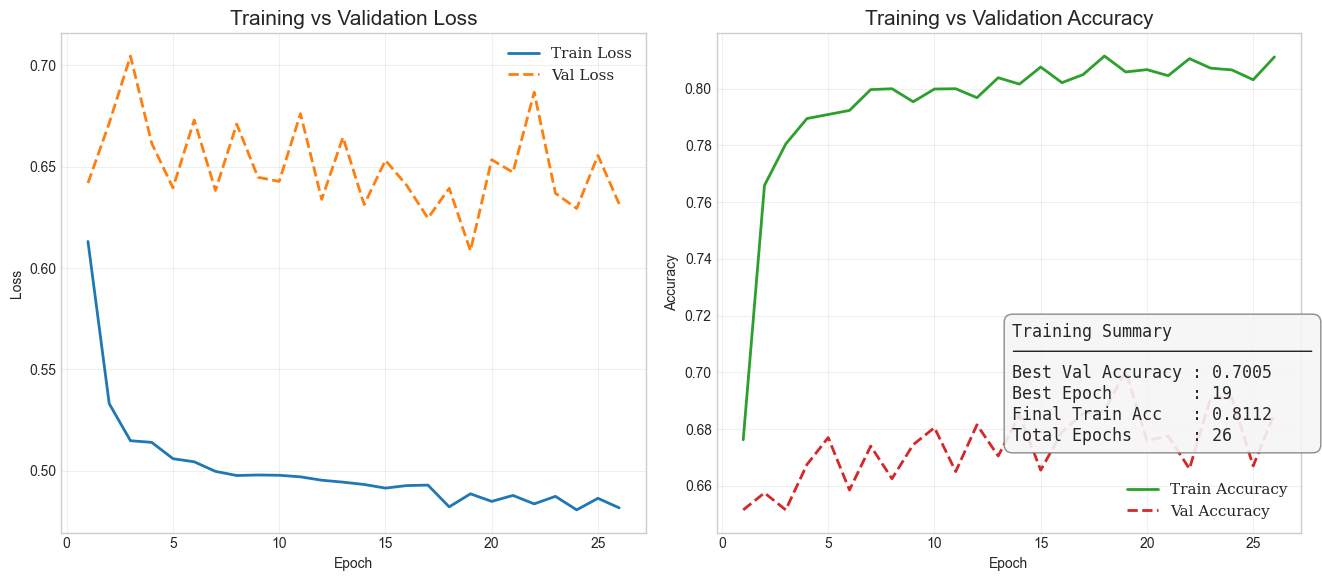 Training vs Validation Loss
Train Loss
Val Loss
0.70
0.65
0.60
0.55
0.50
Loss
0 5 10 15 20 25
Epoch
Training vs Validation Accuracy
0.80
0.78
0.76
0.74
0.72
0.70
0.68
0.66
Accuracy
Training Summary
Best Val Accuracy : 0.7005
Best Epoch : 19
Final Train Acc : 0.8112
Total Epochs : 26
Train Accuracy
Val Accuracy
0 5 10 15 20 25
Epoch